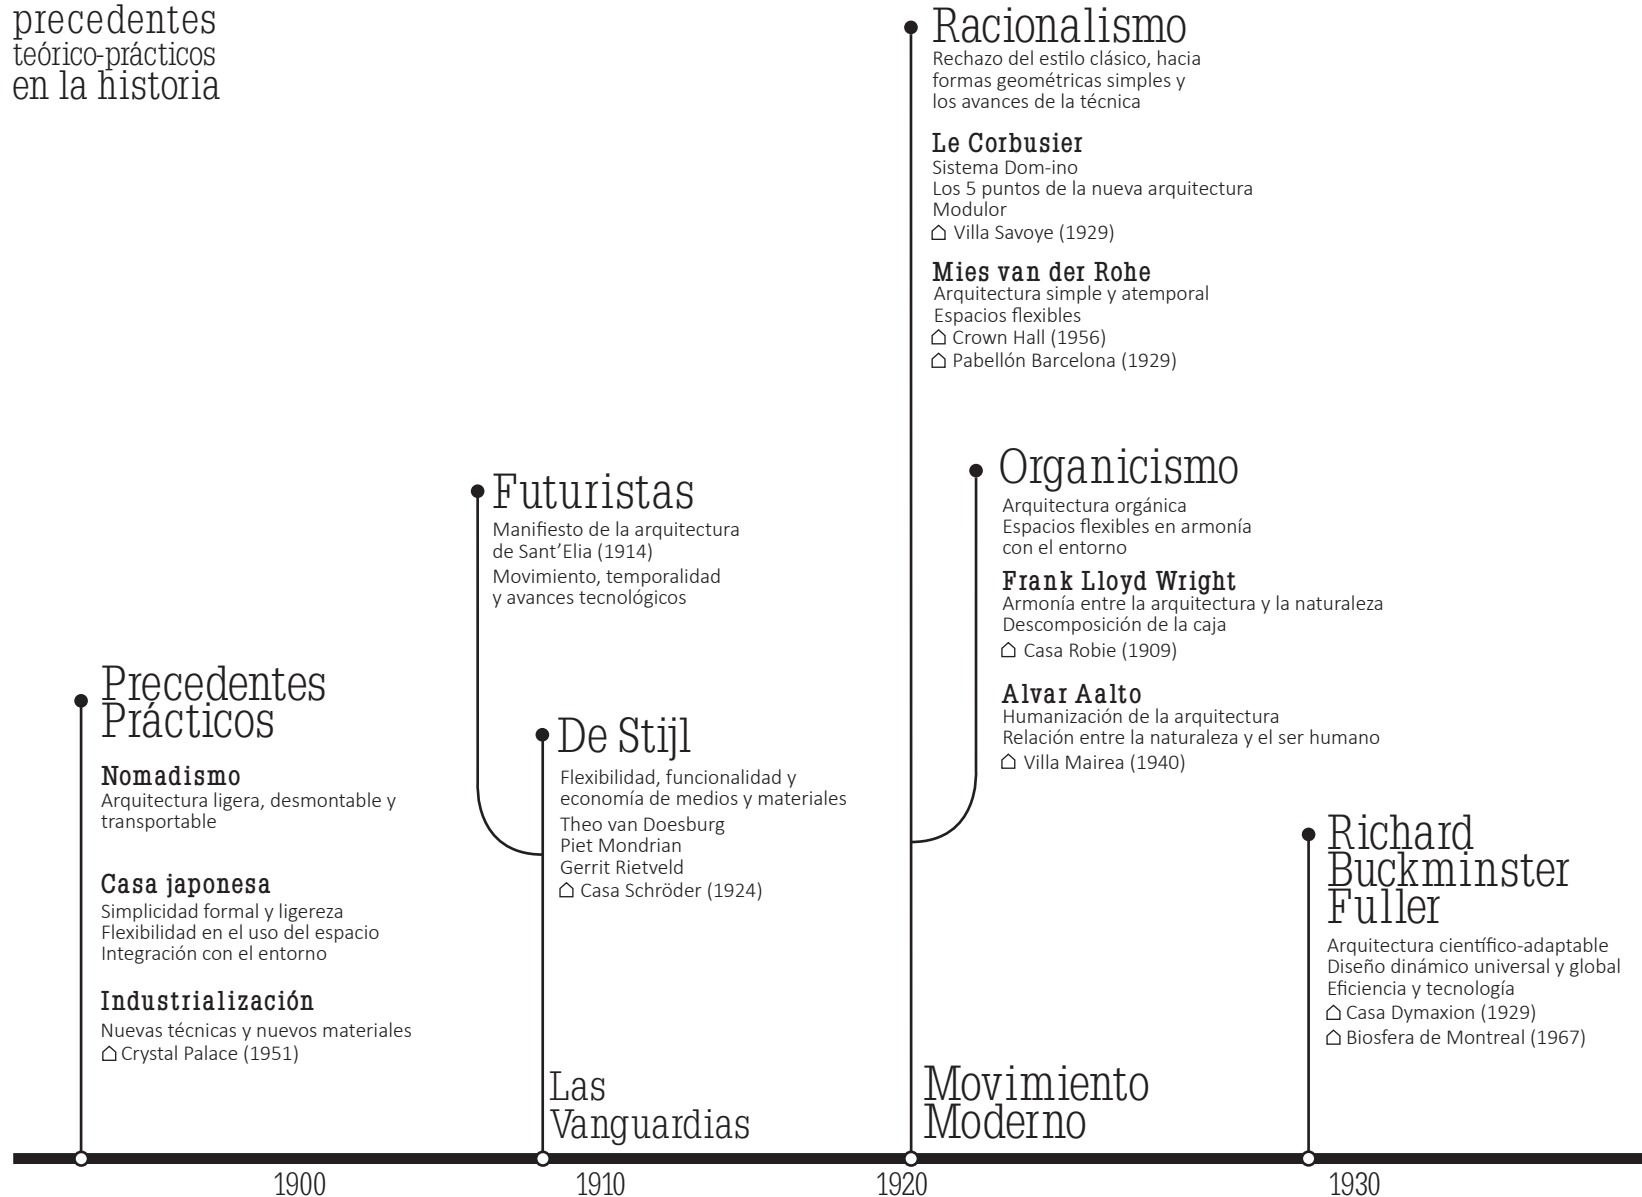 precedentes
teórico-prácticos
en la historia
Racionalismo
Rechazo del estilo clásico, hacia
formas geométricas simples y
los avances de la técnica
Le Corbusier
Sistema Dom-ino
Los 5 puntos de la nueva arquitectura
Modulor
Villa Savoye (1929)
Mies van der Rohe
Arquitectura simple y atemporal
Espacios flexibles
Crown Hall (1956)
Pabellón Barcelona (1929)
Organicismo
Arquitectura orgánica
Espacios flexibles en armonía
con el entorno
Frank Lloyd Wright
Armonía entre la arquitectura y la naturaleza
Descomposición de la caja
Casa Robie (1909)
Alvar Aalto
Humanización de la arquitectura
Relación entre la naturaleza y el ser humano
Villa Mairea (1940)
Futuristas
Manifiesto de la arquitectura
de Sant’Elia (1914)
Movimiento, temporalidad
y avances tecnológicos
De Stijl
Flexibilidad, funcionalidad y
economía de medios y materiales
Theo van Doesburg
Piet Mondrian
Gerrit Rietveld
Casa Schröder (1924)
Precedentes
Prácticos
Nomadismo
Arquitectura ligera, desmontable y
transportable
Casa japonesa
Simplicidad formal y ligereza
Flexibilidad en el uso del espacio
Integración con el entorno
Industrialización
Nuevas técnicas y nuevos materiales
Crystal Palace (1951)
Richard
Buckminster
Fuller
Arquitectura científico-adaptable
Diseño dinámico universal y global
Eficiencia y tecnología
Casa Dymaxion (1929)
Biosfera de Montreal (1967)
Las
Vanguardias
Movimiento
Moderno
1900
1910
1920
1930